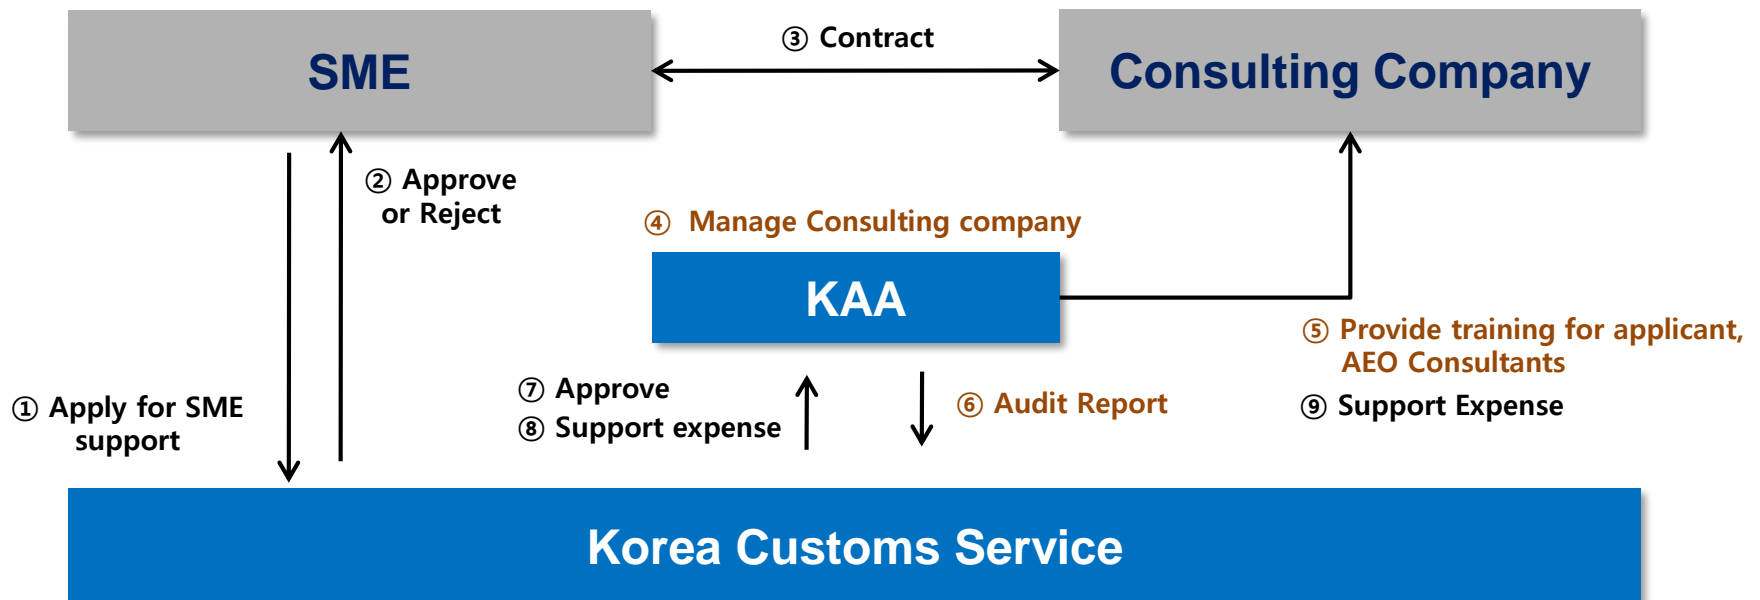 SME
③ Contract
Consulting Company
② Approve
or Reject
④ Manage Consulting company
KAA
⑤ Provide training for applicant,
AEO Consultants
⑨ Support Expense
① Apply for SME
support
⑦ Approve
⑧ Support expense
⑥ Audit Report
Korea Customs Service